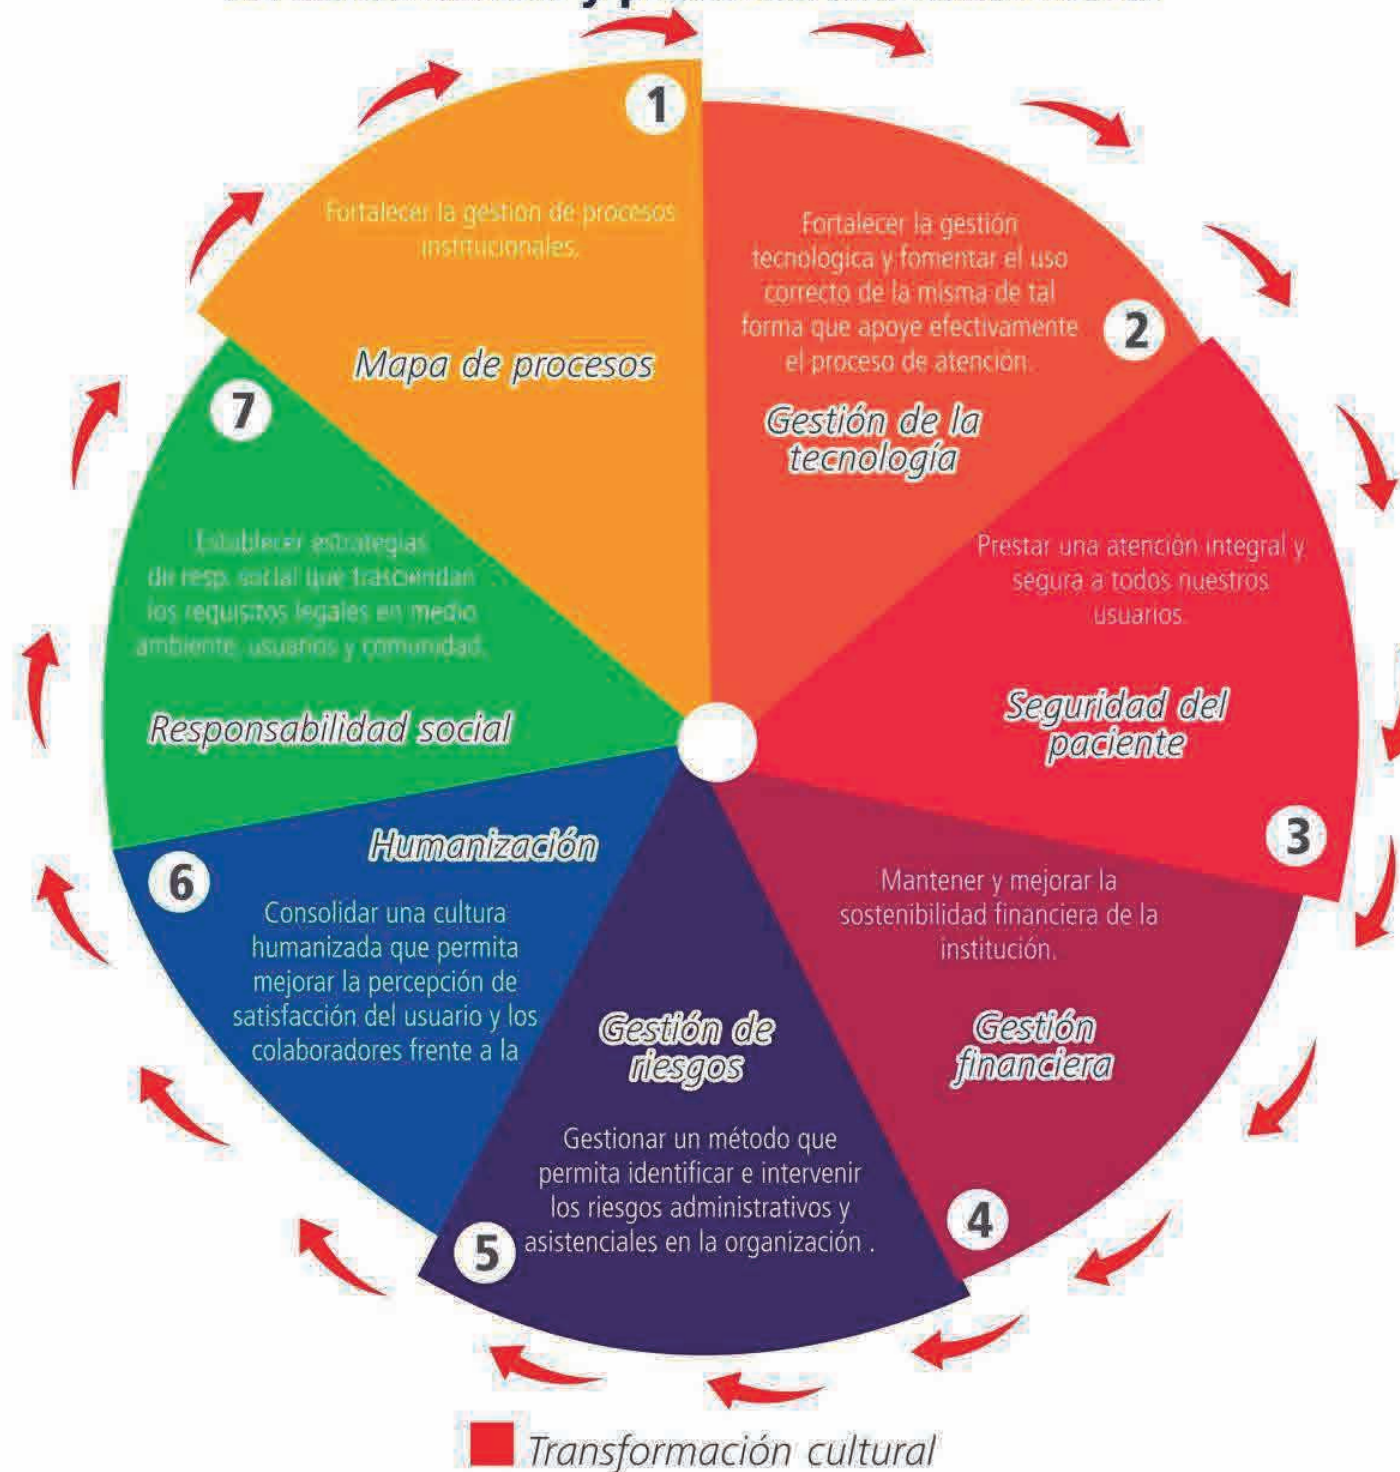 y
1
Fortalecer la gestion de procesos
institucionales.
Mapa de procesos
Fortalecer la gestión
tecnologica y fomentar el uso
correcto de la misma de tal
forma que apoye efectivamente
el proceso de atención.
2
Gestión de la
tecnología
Prestar una atención integral y
segura a todos nuestros
usuarios.
Seguridad del
paciente
3
Mantener y mejorar la
sostenibilidad financiera de la
institución.
Gestión
financiera
4
Gestión de
riesgos
Gestionar un método que
permita identificar e intervenir
los riesgos administrativos y
asistenciales en la organización .
5
Humanización
6
Consolidar una cultura
humanizada que permita
mejorar la percepción de
satisfacción del usuario y los
colaboradores frente a la
7
Establecer estrategias
de resp. social que trasciendan
los requisitos legales en medio
ambiente, usuarios y comunidad.
Responsabilidad social
Transformación cultural